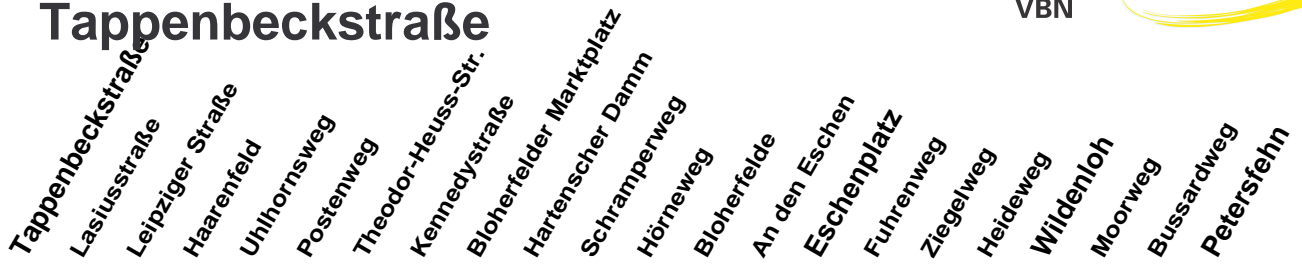 Tappenbeckstraße
VBN
Tappenbeckstraße
Lasiusstraße
Leipziger Straße
Haarenfeld
Uhlhornsweg
Postenweg
Theodor-Heuss-Str.
Kennedystraße
Bloherfelder Marktplatz
Hartenscher Damm
Schramperweg
Hörneweg
Bloherfelde
An den Eschen
Eschenplatz
Fuhrenweg
Ziegelweg
Heideweg
Wildenloh
Moorweg
Bussardweg
Petersfehn